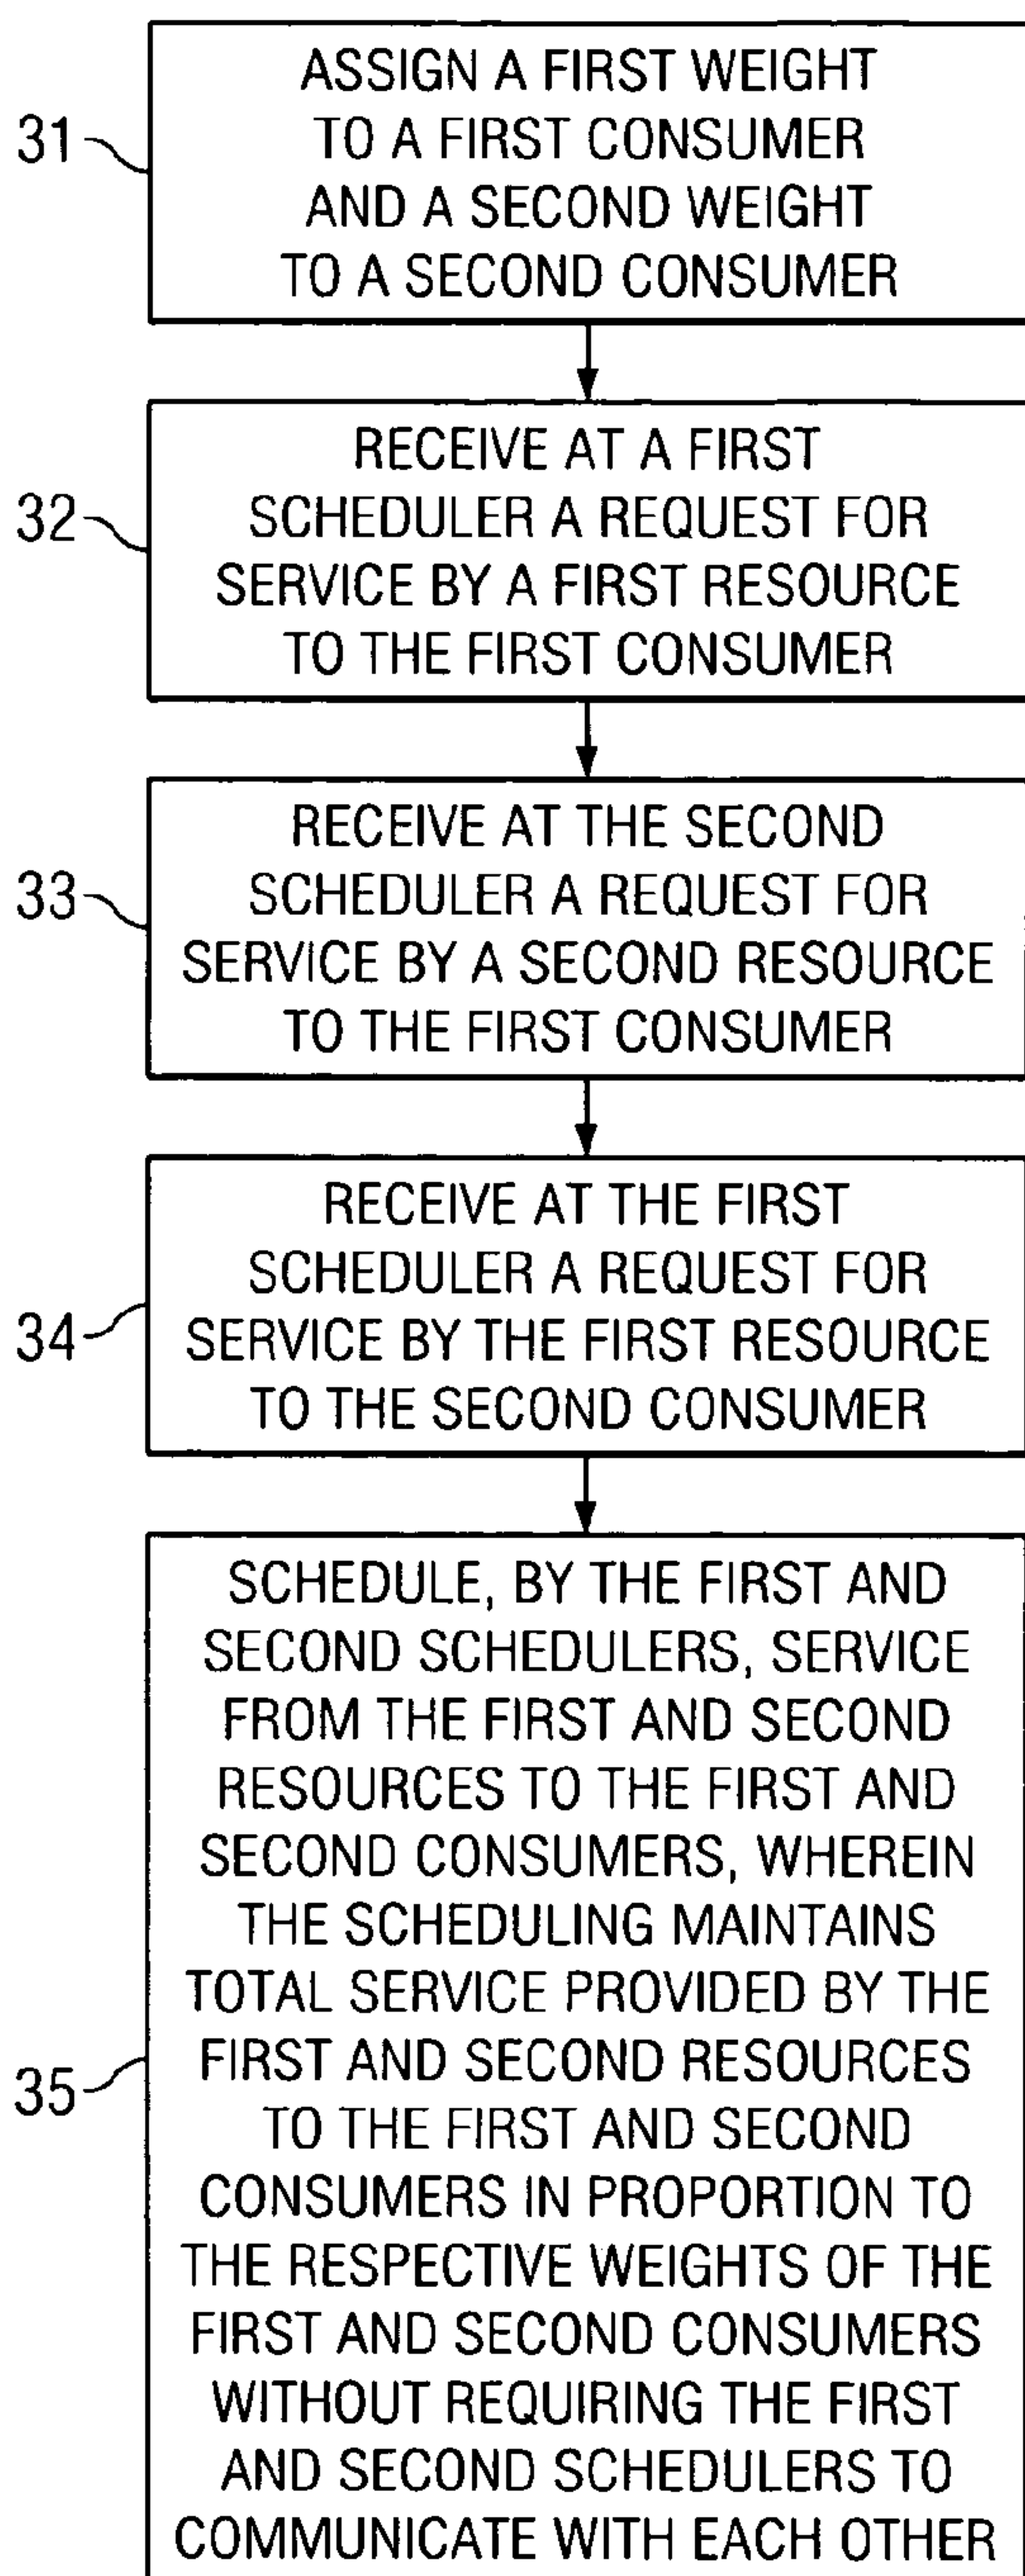 31
ASSIGN A FIRST WEIGHT
TO A FIRST CONSUMER
AND A SECOND WEIGHT
TO A SECOND CONSUMER
32
RECEIVE AT A FIRST
SCHEDULER A REQUEST FOR
SERVICE BY A FIRST RESOURCE
TO THE FIRST CONSUMER
33
RECEIVE AT THE SECOND
SCHEDULER A REQUEST FOR
SERVICE BY A SECOND RESOURCE
TO THE FIRST CONSUMER
34
RECEIVE AT THE FIRST
SCHEDULER A REQUEST FOR
SERVICE BY THE FIRST RESOURCE
TO THE SECOND CONSUMER
35
SCHEDULE, BY THE FIRST AND
SECOND SCHEDULERS, SERVICE
FROM THE FIRST AND SECOND
RESOURCES TO THE FIRST AND
SECOND CONSUMERS, WHEREIN
THE SCHEDULING MAINTAINS
TOTAL SERVICE PROVIDED BY THE
FIRST AND SECOND RESOURCES
TO THE FIRST AND SECOND
CONSUMERS IN PROPORTION TO
THE RESPECTIVE WEIGHTS OF THE
FIRST AND SECOND CONSUMERS
WITHOUT REQUIRING THE FIRST
AND SECOND SCHEDULERS TO
COMMUNICATE WITH EACH OTHER